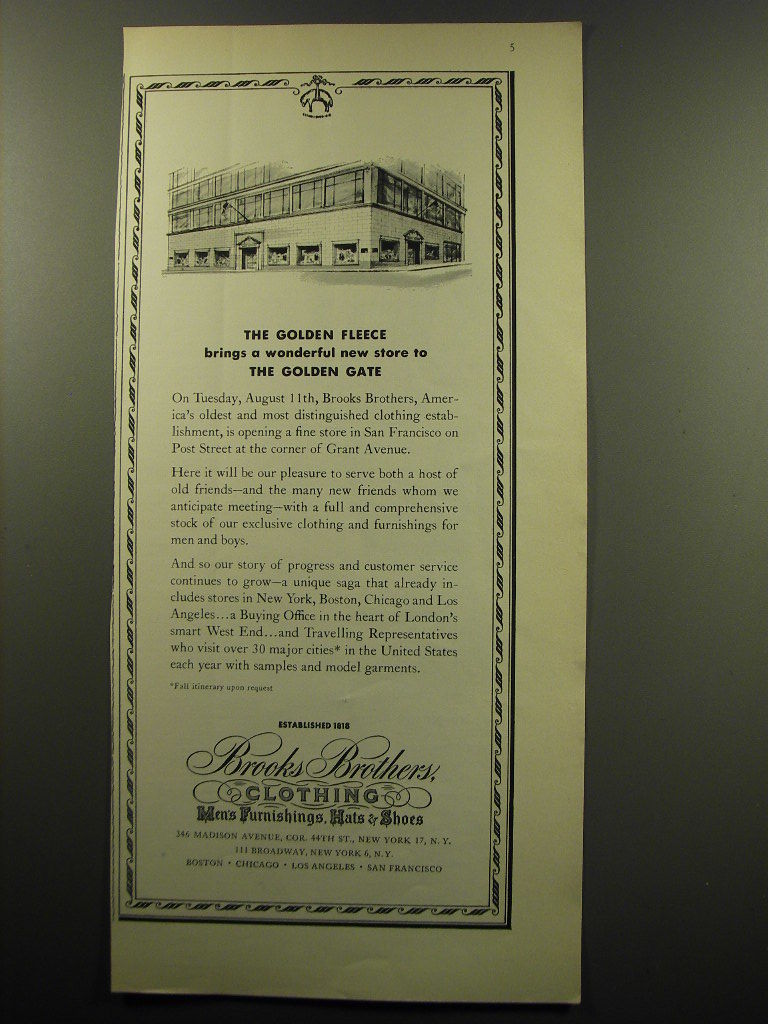 5
THE GOLDEN FLEECE
brings a wonderful new store to
THE GOLDEN GATE
On Tuesday, August 11th, Brooks Brothers, Amer-
ica's oldest and most distinguished clothing estab-
lishment, is opening a fine store in San Francisco on
Post Street at the corner of Grant Avenue.
Here it will be our pleasure to serve both a host of
old friends—and the many new friends whom we
anticipate meeting—with a full and comprehensive
stock of our exclusive clothing and furnishings for
men and boys.
And so our story of progress and customer service
continues to grow—a unique saga that already in-
cludes stores in New York, Boston, Chicago and Los
Angeles...a Buying Office in the heart of London's
smart West End...and Travelling Representatives
who visit over 30 major cities* in the United States
each year with samples and model garments.
*Fall itinerary upon request
ESTABLISHED 1818
Brooks Brothers,
CLOTHING
Men's Furnishings, Hats & Shoes
346 MADISON AVENUE, COR. 44TH ST., NEW YORK 17, N. Y.
111 BROADWAY, NEW YORK 6, N. Y.
BOSTON • CHICAGO • LOS ANGELES • SAN FRANCISCO